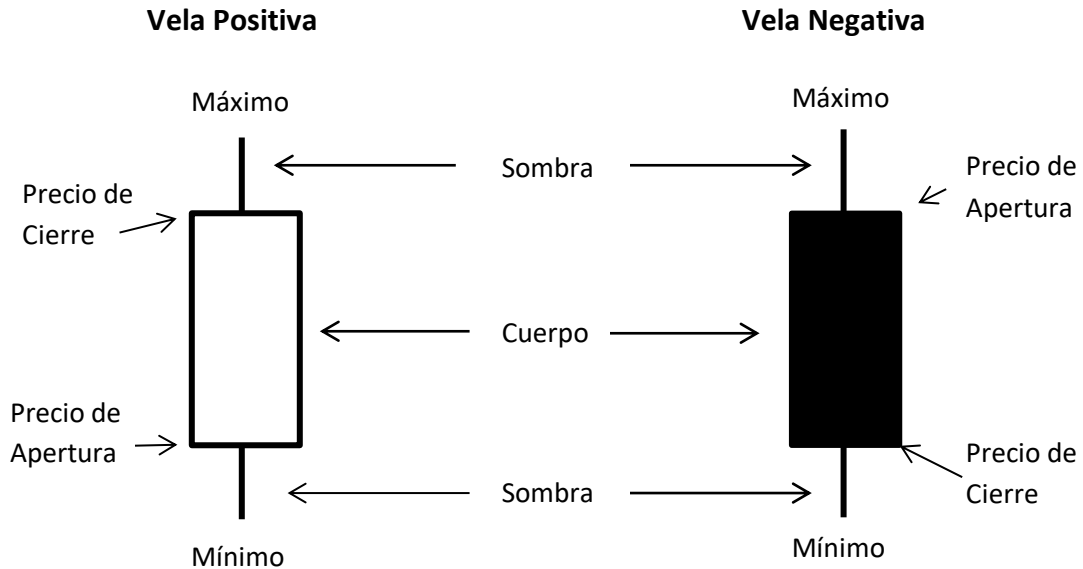 Vela Positiva
Vela Negativa
Máximo
Máximo
Sombra
Precio de
Cierre
Precio de
Apertura
Cuerpo
Precio de
Apertura
Precio de
Cierre
Sombra
Mínimo
Mínimo